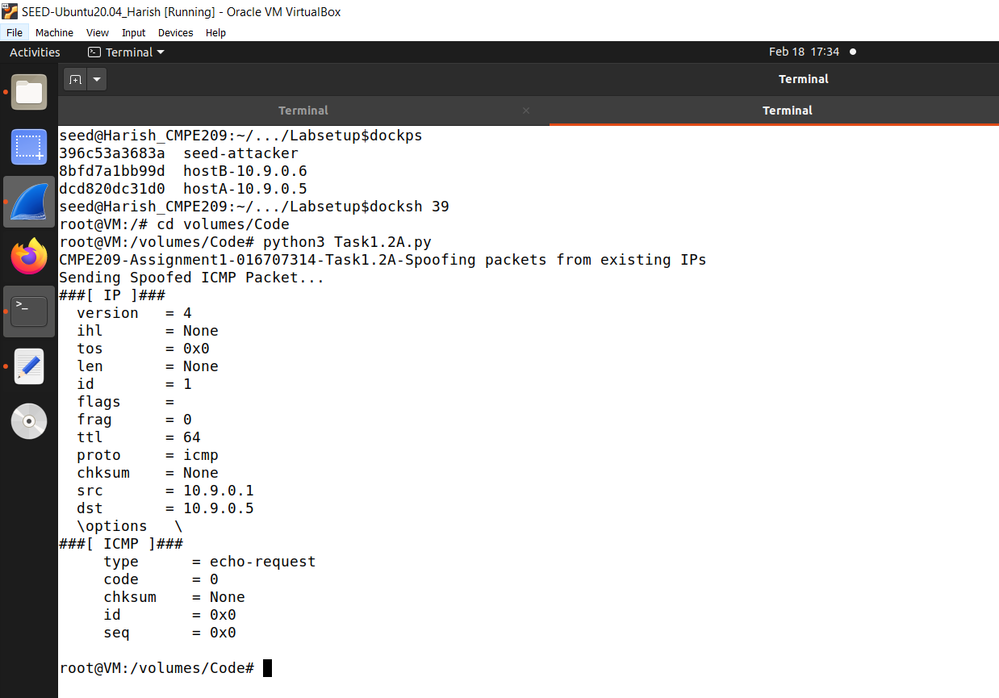 SEED-Ubuntu20.04_Harish [Running] - Oracle VM VirtualBox
File Machine View Input Devices Help
Activities Terminal Feb 18 17:34
Terminal
Terminal × Terminal
seed@Harish_CMPE209:~/.../Labsetup$dockps
396c53a3683a  seed-attacker
8bfd7a1bb99d  hostB-10.9.0.6
dcd820dc31d0  hostA-10.9.0.5
seed@Harish_CMPE209:~/.../Labsetup$docksh 39
root@VM:/# cd volumes/Code
root@VM:/volumes/Code# python3 Task1.2A.py
CMPE209-Assignment1-016707314-Task1.2A-Spoofing packets from existing IPs
Sending Spoofed ICMP Packet...
###[ IP ]###
  version   = 4
  ihl       = None
  tos       = 0x0
  len       = None
  id        = 1
  flags     =
  frag      = 0
  ttl       = 64
  proto     = icmp
  chksum    = None
  src       = 10.9.0.1
  dst       = 10.9.0.5
  \options   \
###[ ICMP ]###
     type      = echo-request
     code      = 0
     chksum    = None
     id        = 0x0
     seq       = 0x0
root@VM:/volumes/Code#